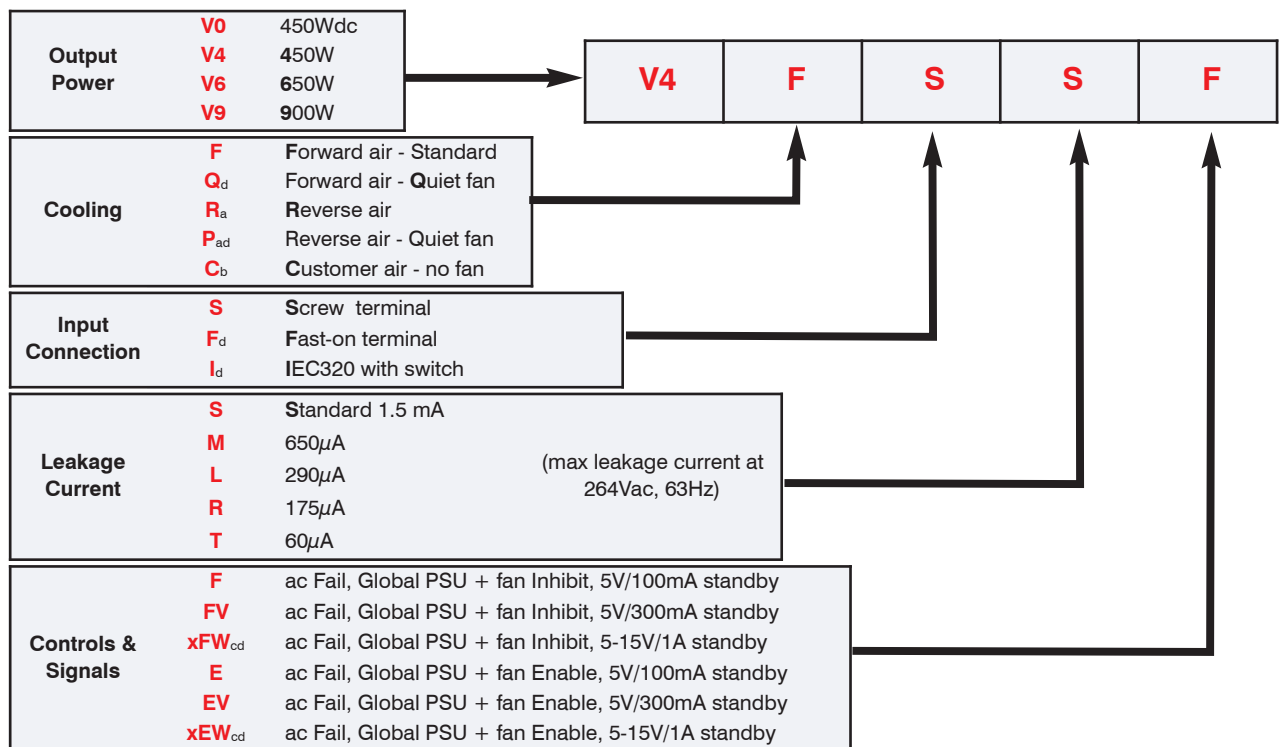 Output Power
V0 450Wdc
V4 450W
V6 650W
V9 900W
V4 F S S F
Cooling
F Forward air - Standard
Qd Forward air - Quiet fan
Ra Reverse air
Pad Reverse air - Quiet fan
Cb Customer air - no fan
Input Connection
S Screw terminal
Fd Fast-on terminal
Id IEC320 with switch
Leakage Current
S Standard 1.5 mA
M 650µA
L 290µA
R 175µA
T 60µA
(max leakage current at
264Vac, 63Hz)
Controls & Signals
F ac Fail, Global PSU + fan Inhibit, 5V/100mA standby
FV ac Fail, Global PSU + fan Inhibit, 5V/300mA standby
xFWcd ac Fail, Global PSU + fan Inhibit, 5-15V/1A standby
E ac Fail, Global PSU + fan Enable, 5V/100mA standby
EV ac Fail, Global PSU + fan Enable, 5V/300mA standby
xEWcd ac Fail, Global PSU + fan Enable, 5-15V/1A standby